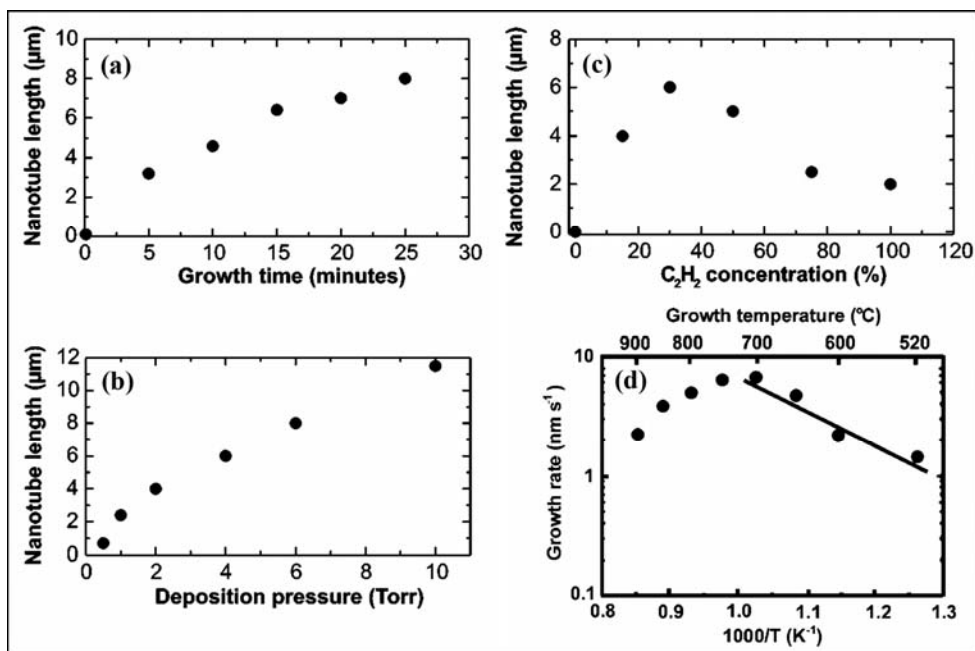 (a)
Nanotube length (µm)
10
8
6
4
2
0
0 5 10 15 20 25 30
Growth time (minutes)
(b)
Nanotube length (µm)
12
10
8
6
4
2
0
0 2 4 6 8 10
Deposition pressure (Torr)
(c)
Nanotube length (µm)
8
6
4
2
0
0 20 40 60 80 100 120
C₂H₂ concentration (%)
Growth temperature (°C)
900 800 700 600 520
(d)
Growth rate (nm s⁻¹)
10
1
0.1
0.8 0.9 1.0 1.1 1.2 1.3
1000/T (K⁻¹)